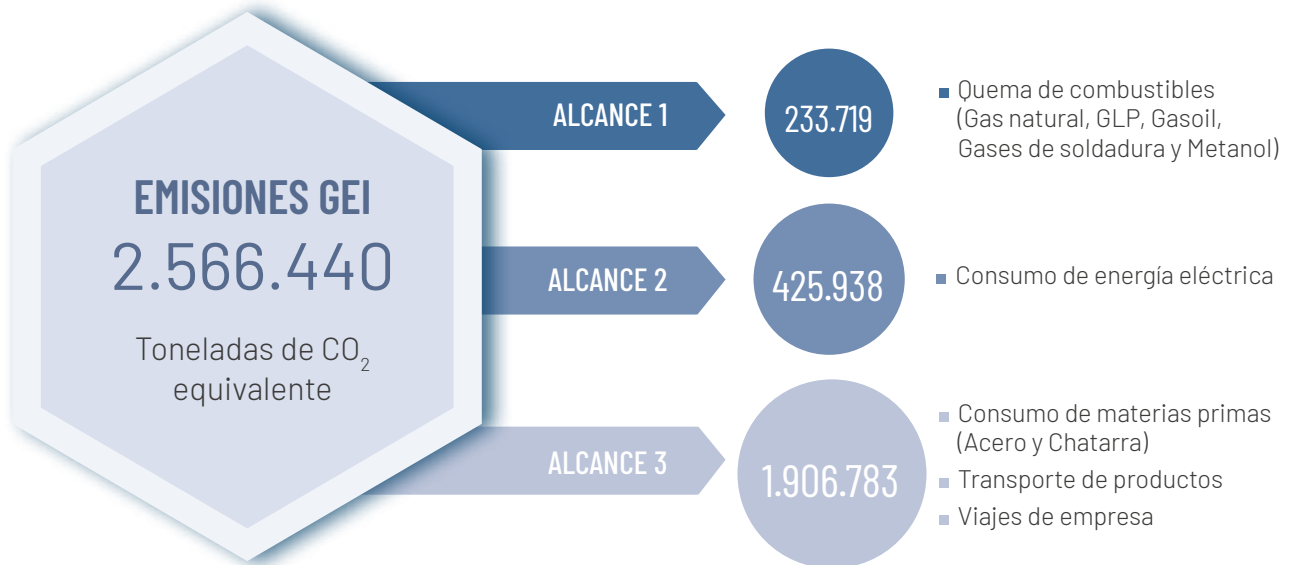 EMISIONES GEI
2.566.440
Toneladas de CO₂
equivalente
ALCANCE 1
233.719
Quema de combustibles
(Gas natural, GLP, Gasoil,
Gases de soldadura y Metanol)
ALCANCE 2
425.938
Consumo de energía eléctrica
ALCANCE 3
1.906.783
Consumo de materias primas
(Acero y Chatarra)
Transporte de productos
Viajes de empresa